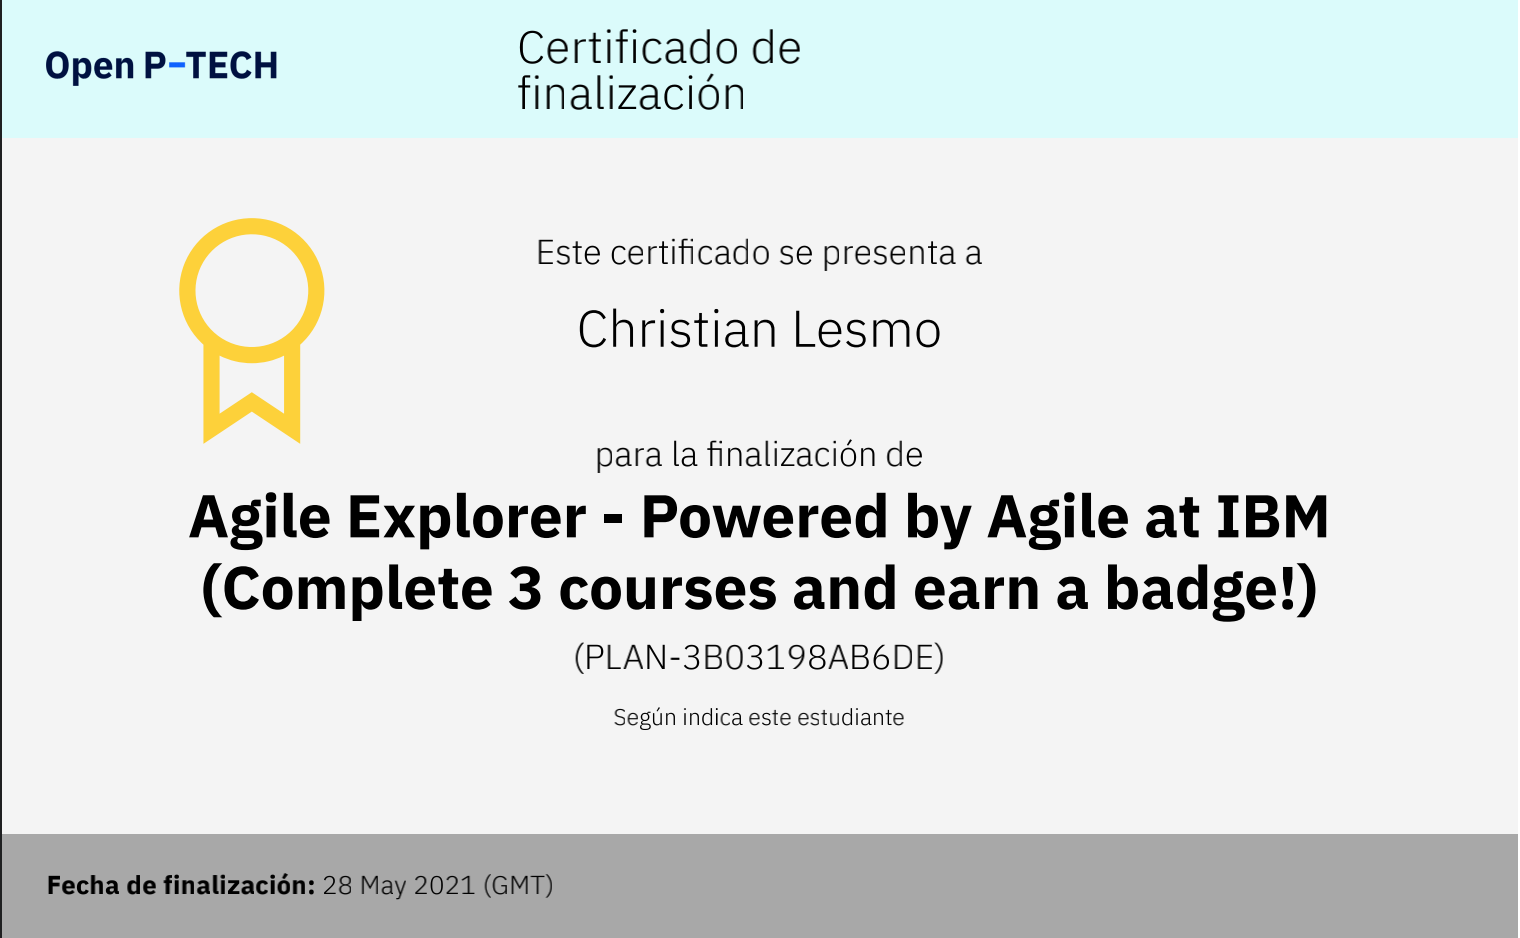 Open P-TECH
Certificado de
finalización
Este certificado se presenta a
Christian Lesmo
para la finalización de
Agile Explorer - Powered by Agile at IBM
(Complete 3 courses and earn a badge!)
(PLAN-3B03198AB6DE)
Según indica este estudiante
Fecha de finalización: 28 May 2021 (GMT)